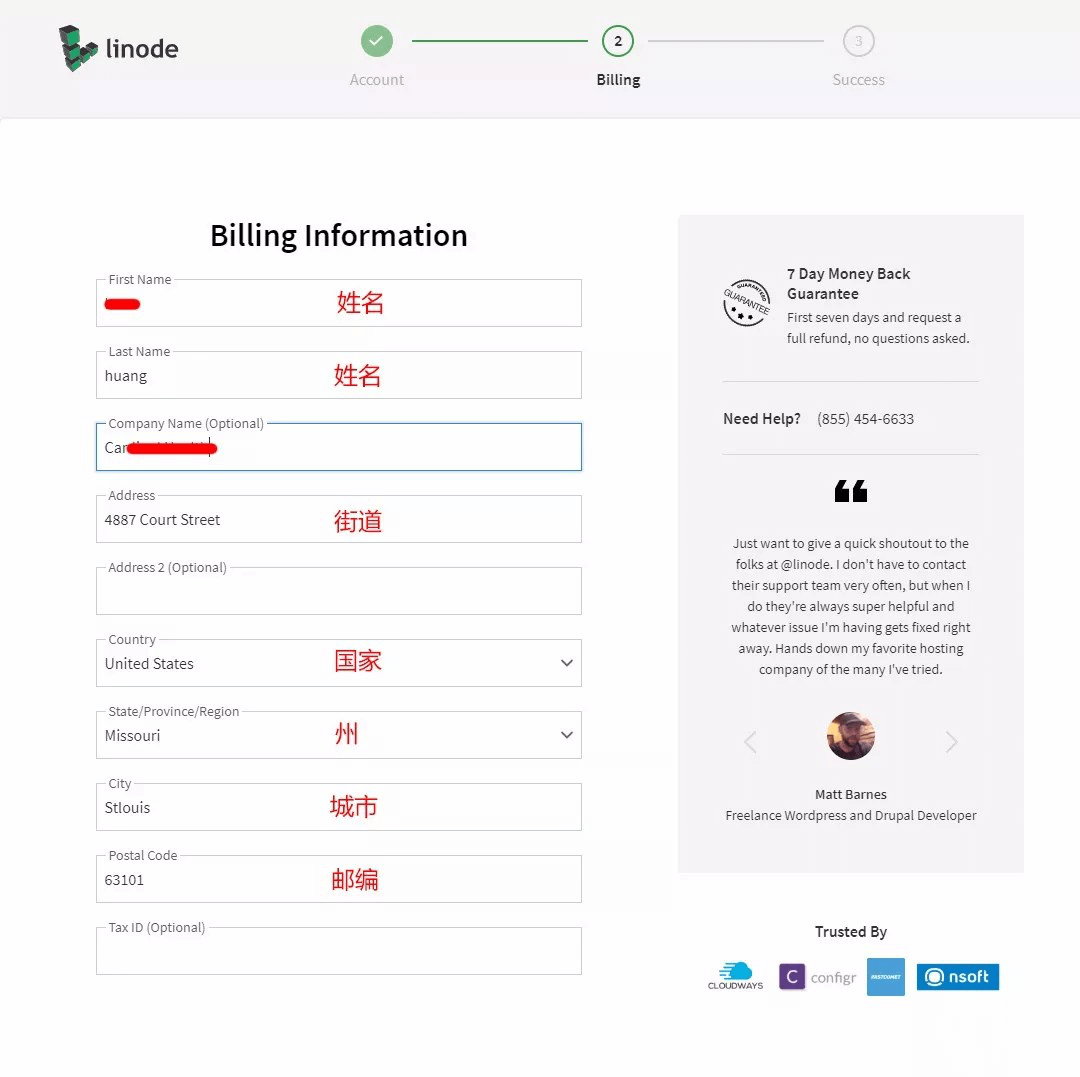 linode
2
3
Account
Billing
Success
Billing Information
First Name
姓名
Last Name
huang
姓名
Company Name (Optional)
Car
Address
4887 Court Street
街道
Address 2 (Optional)
Country
United States
国家
State/Province/Region
Missouri
州
City
Stlouis
城市
Postal Code
63101
邮编
Tax ID (Optional)
GUARANTEED
GUARANTEE
7 Day Money Back
Guarantee
First seven days and request a
full refund, no questions asked.
Need Help? (855) 454-6633
“
Just want to give a quick shoutout to the
folks at @linode. I don't have to contact
their support team very often, but when I
do they're always super helpful and
whatever issue I'm having gets fixed right
away. Hands down my favorite hosting
company of the many I've tried.
Matt Barnes
Freelance Wordpress and Drupal Developer
Trusted By
CLOUDWAYS
C configr
FASTCOMET
nsoft